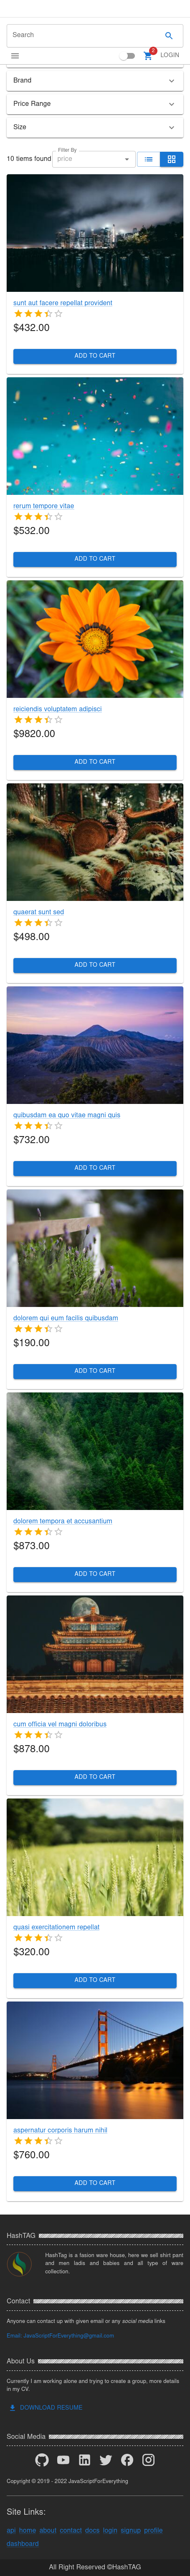 Search
2
LOGIN
Brand
Price Range
Size
10 tiems found
Filter By
price
sunt aut facere repellat provident
$432.00
ADD TO CART
rerum tempore vitae
$532.00
ADD TO CART
reiciendis voluptatem adipisci
$9820.00
ADD TO CART
quaerat sunt sed
$498.00
ADD TO CART
quibusdam ea quo vitae magni quis
$732.00
ADD TO CART
dolorem qui eum facilis quibusdam
$190.00
ADD TO CART
dolorem tempora et accusantium
$873.00
ADD TO CART
cum officia vel magni doloribus
$878.00
ADD TO CART
quasi exercitationem repellat
$320.00
ADD TO CART
aspernatur corporis harum nihil
$760.00
ADD TO CART
HashTAG
HashTag is a fassion ware house, here we sell shirt part and men ladis and babies and all type of ware collection.
Contact
Anyone can contact up with given email or any social media links
Email: JavaScriptForEverything@gmail.com
About Us
Currently I am working alone and trying to create a group, more details in my CV.
DOWNLOAD RESUME
Social Media
Copyright © 2019 - 2022 JavaScriptForEverything
Site Links:
api home about contact docs login signup profile
dashboard
All Right Reserved ©HashTAG